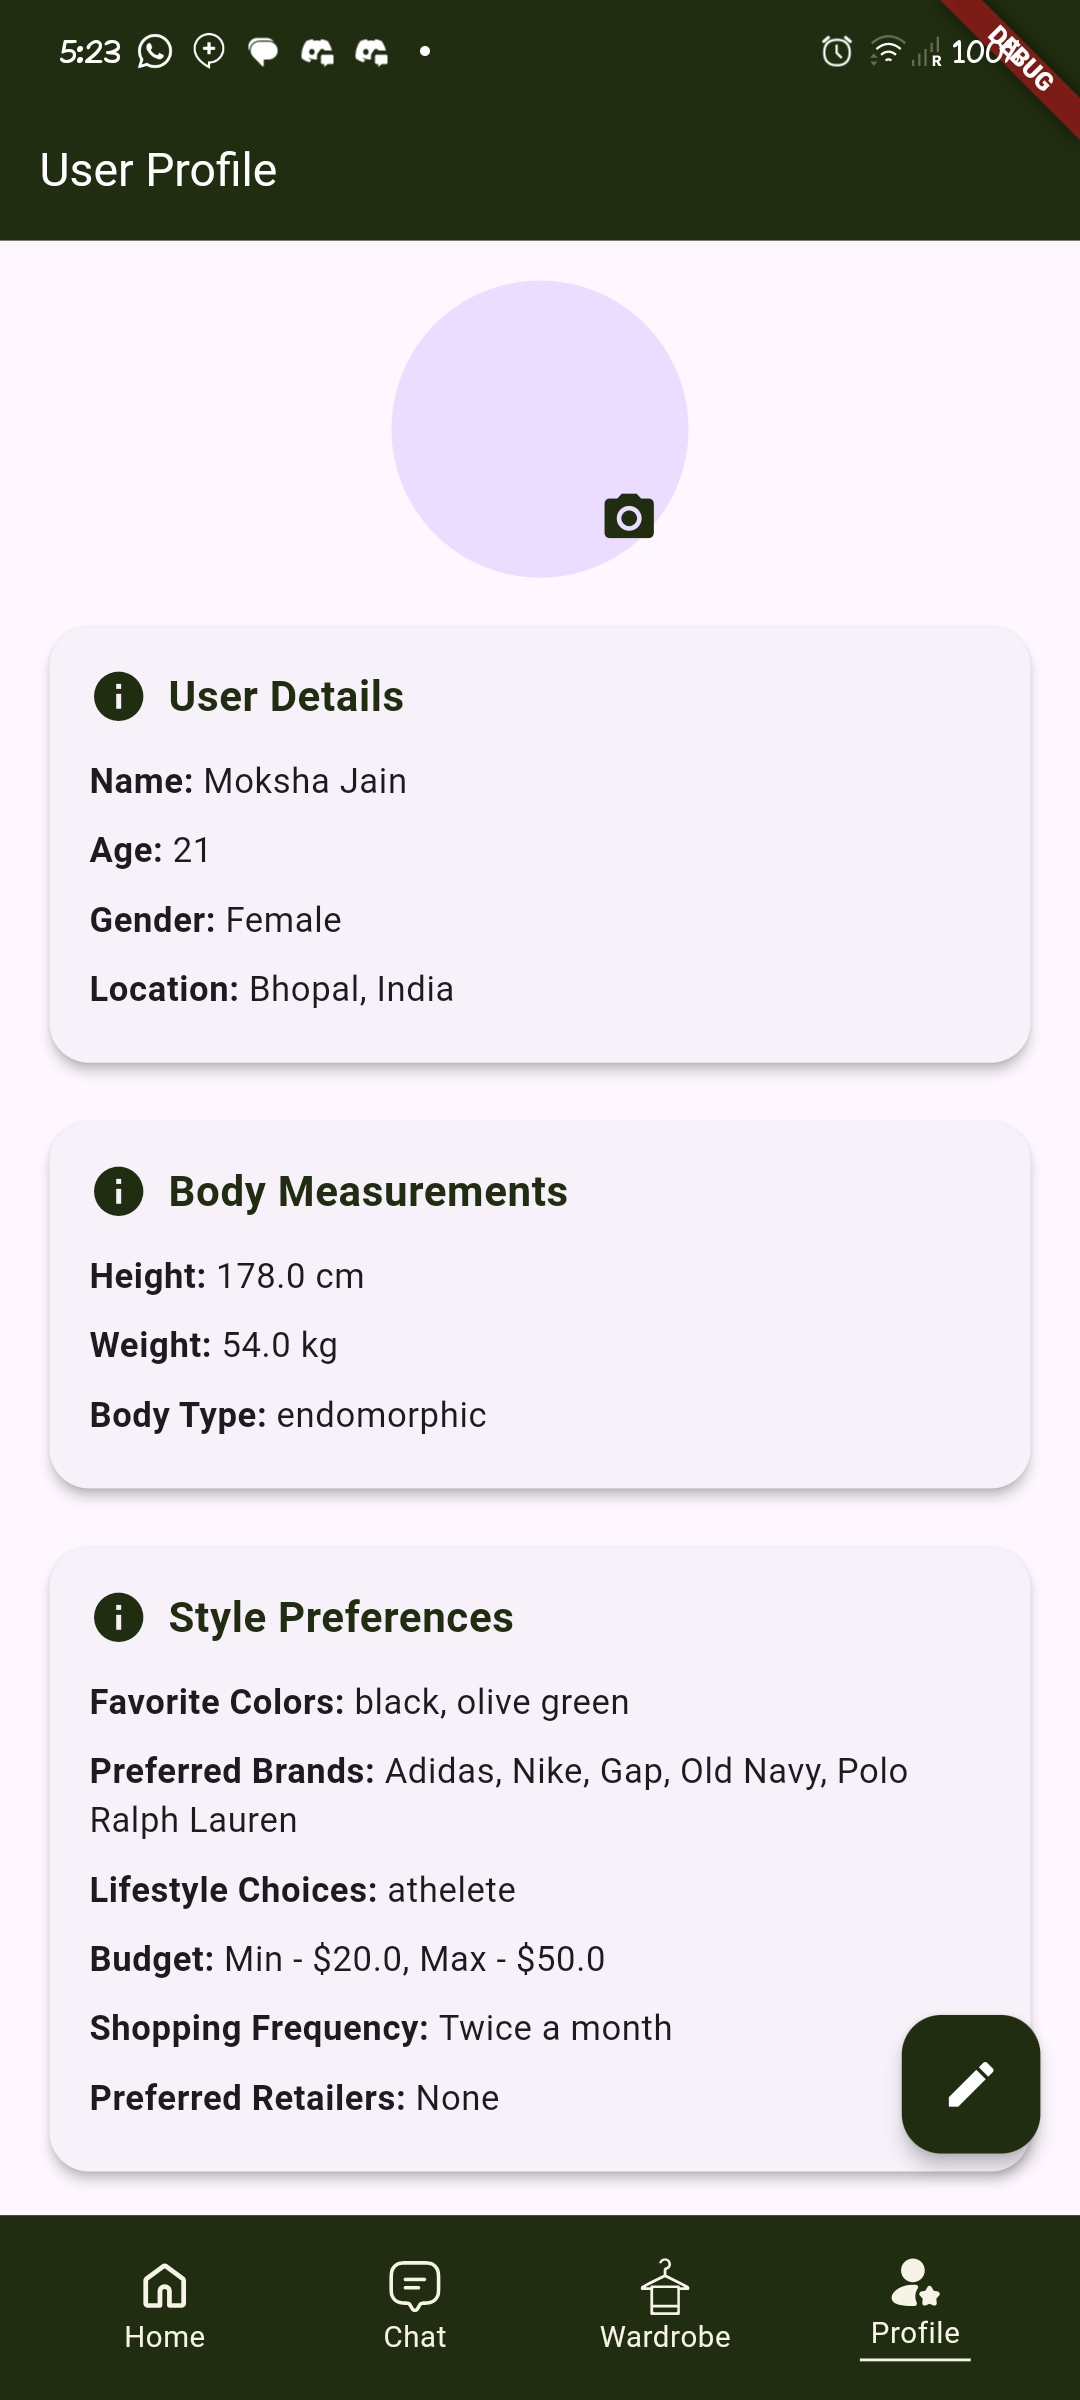 5:23
R 100%
DEBUG
User Profile
User Details
Name: Moksha Jain
Age: 21
Gender: Female
Location: Bhopal, India
Body Measurements
Height: 178.0 cm
Weight: 54.0 kg
Body Type: endomorphic
Style Preferences
Favorite Colors: black, olive green
Preferred Brands: Adidas, Nike, Gap, Old Navy, Polo
Ralph Lauren
Lifestyle Choices: athelete
Budget: Min - $20.0, Max - $50.0
Shopping Frequency: Twice a month
Preferred Retailers: None
Home
Chat
Wardrobe
Profile